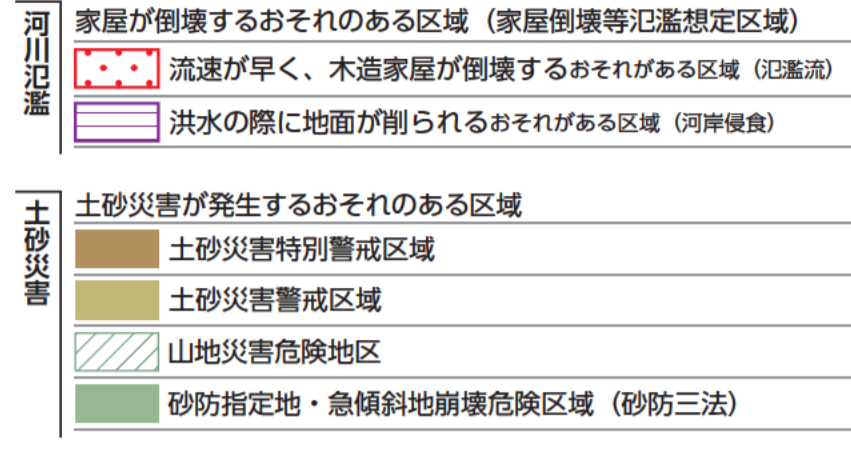 河川氾濫
家屋が倒壊するおそれのある区域（家屋倒壊等氾濫想定区域）
流速が早く、木造家屋が倒壊するおそれがある区域（氾濫流）
洪水の際に地面が削られるおそれがある区域（河岸侵食）
土砂災害
土砂災害が発生するおそれのある区域
土砂災害特別警戒区域
土砂災害警戒区域
山地災害危険地区
砂防指定地・急傾斜地崩壊危険区域（砂防三法）